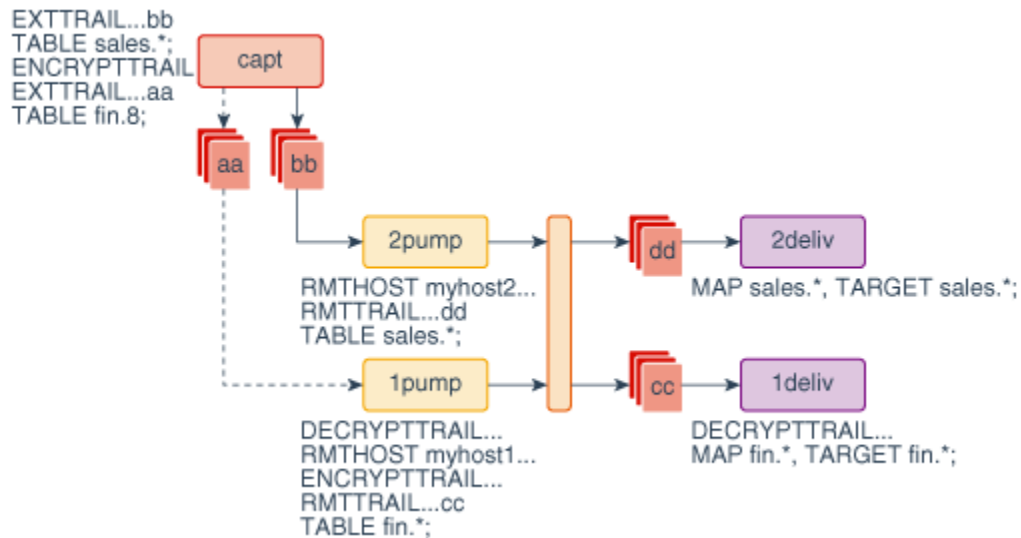 EXTTRAIL...bb
TABLE sales.*;
ENCRYPTTRAIL
EXTTRAIL...aa
TABLE fin.8;
capt
aa
bb
2pump
dd
2deliv
RMTHOST myhost2...
RMTTRAIL...dd
TABLE sales.*;
MAP sales.*, TARGET sales.*;
1pump
cc
1deliv
DECRYPTTRAIL...
RMTHOST myhost1...
ENCRYPTTRAIL...
RMTTRAIL...cc
TABLE fin.*;
DECRYPTTRAIL...
MAP fin.*, TARGET fin.*;